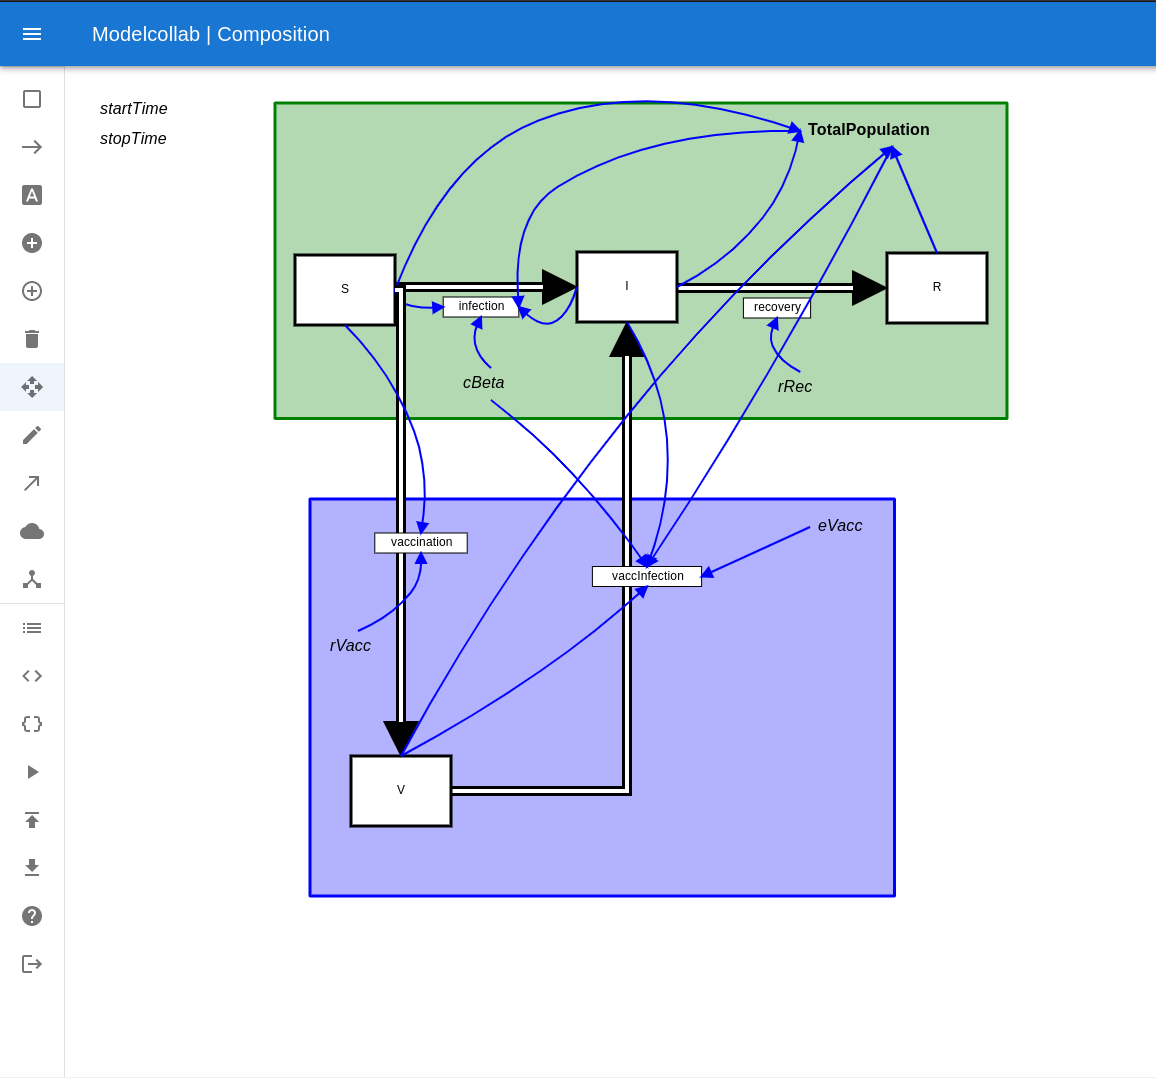 Modelcollab | Composition
startTime
stopTime
TotalPopulation
S
I
R
infection
recovery
cBeta
rRec
eVacc
vaccination
vaccInfection
rVacc
V